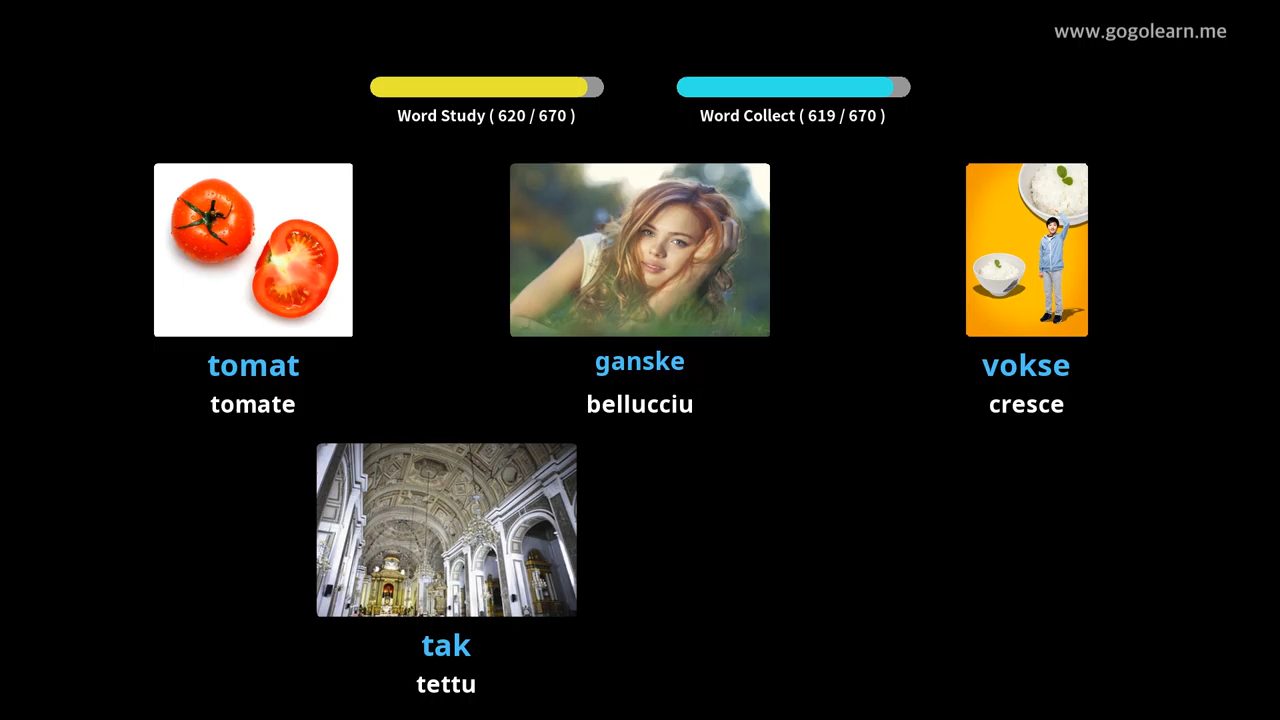 www.gogolearn.me
Word Study ( 620 / 670 )
Word Collect ( 619 / 670 )
tomat
tomate
ganske
bellucciu
vokse
cresce
tak
tettu